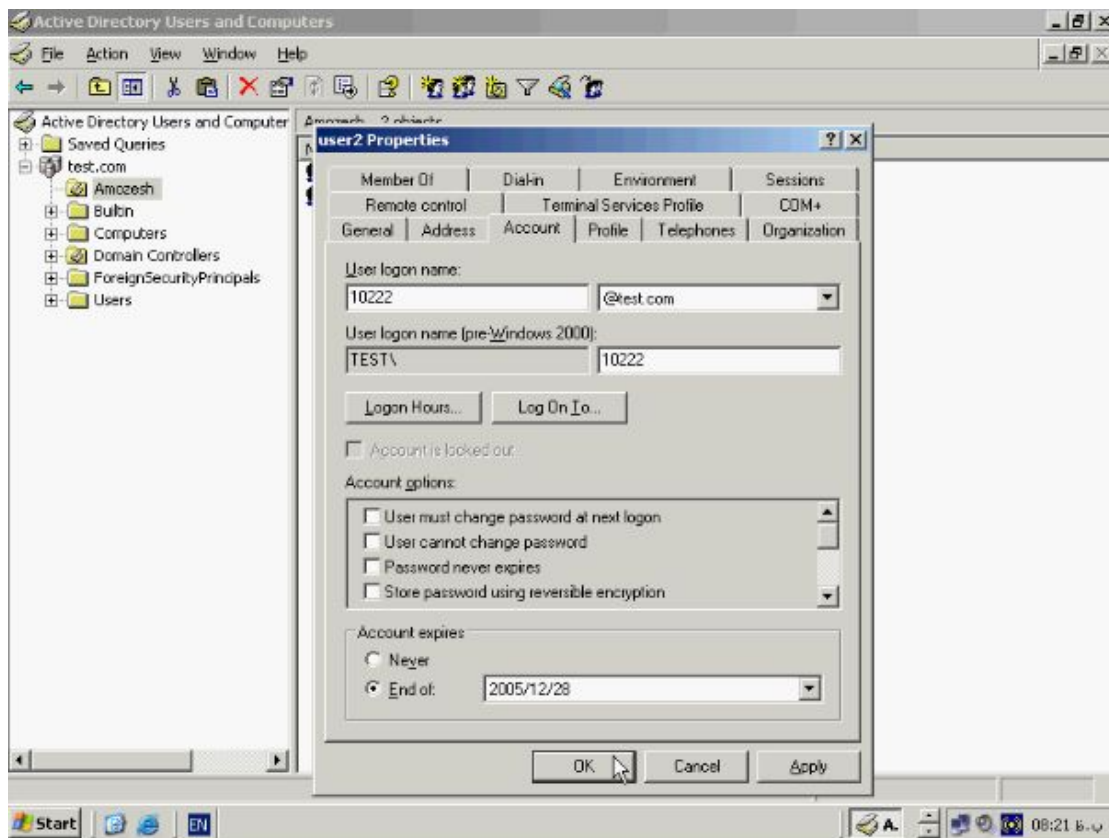 Active Directory Users and Computers
File Action View Window Help
Active Directory Users and Computer
Saved Queries
test.com
Amozesh
Builtin
Computers
Domain Controllers
ForeignSecurityPrincipals
Users
Amozesh 2 objects
user2 Properties
Member Of Dial-in Environment Sessions
Remote control Terminal Services Profile COM+
General Address Account Profile Telephones Organization
User logon name:
10222 @test.com
User logon name (pre-Windows 2000):
TEST\ 10222
Logon Hours... Log On To...
Account is locked out
Account options:
User must change password at next logon
User cannot change password
Password never expires
Store password using reversible encryption
Account expires
Never
End of: 2005/12/28
OK Cancel Apply
Start EN A. 08:21